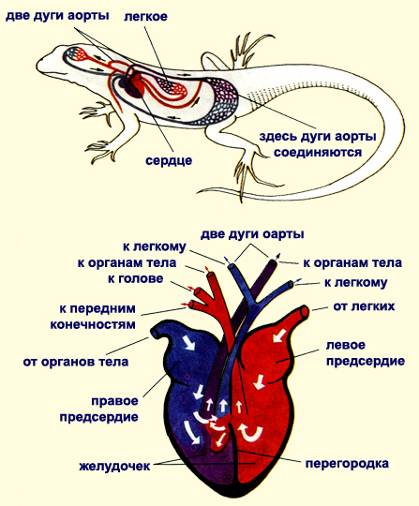 две дуги аорты
легкое
здесь дуги аорты
соединяются
сердце
две дуги оарты
к легкому
к органам тела
к органам тела
к голове
к легкому
к передним
конечностям
от легких
от органов тела
левое
предсердие
правое
предсердие
желудочек
перегородка